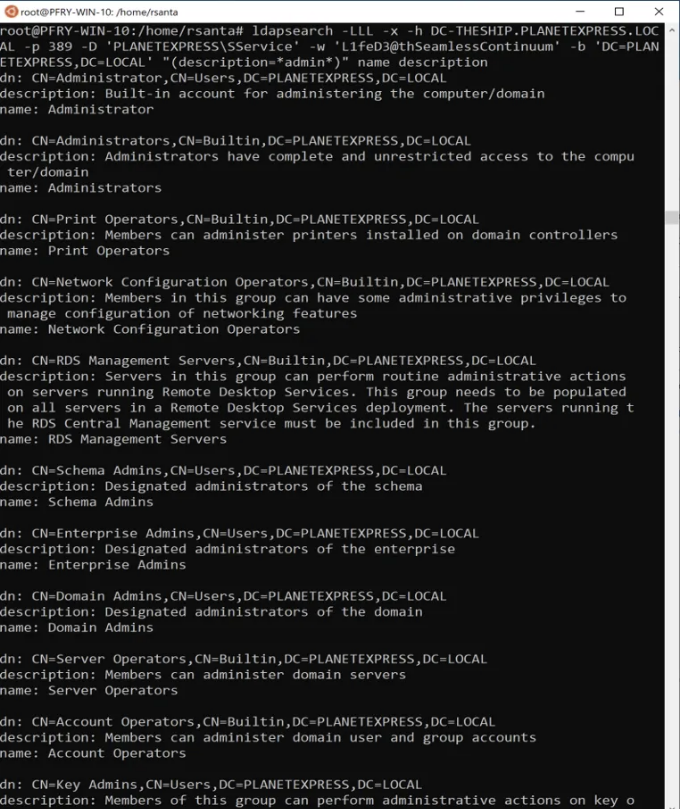 root@PFRY-WIN-10: /home/rsanta
root@PFRY-WIN-10:/home/rsanta# ldapsearch -LLL -x -h DC-THESHIP.PLANETEXPRESS.LOC
AL -p 389 -D 'PLANETEXPRESS\SService' -w 'L1feD3@thSeamlessContinuum' -b 'DC=PLAN
ETEXPRESS,DC=LOCAL' "(description=*admin*)" name description
dn: CN=Administrator,CN=Users,DC=PLANETEXPRESS,DC=LOCAL
description: Built-in account for administering the computer/domain
name: Administrator
dn: CN=Administrators,CN=Builtin,DC=PLANETEXPRESS,DC=LOCAL
description: Administrators have complete and unrestricted access to the compu
ter/domain
name: Administrators
dn: CN=Print Operators,CN=Builtin,DC=PLANETEXPRESS,DC=LOCAL
description: Members can administer printers installed on domain controllers
name: Print Operators
dn: CN=Network Configuration Operators,CN=Builtin,DC=PLANETEXPRESS,DC=LOCAL
description: Members in this group can have some administrative privileges to
manage configuration of networking features
name: Network Configuration Operators
dn: CN=RDS Management Servers,CN=Builtin,DC=PLANETEXPRESS,DC=LOCAL
description: Servers in this group can perform routine administrative actions
on servers running Remote Desktop Services. This group needs to be populated
on all servers in a Remote Desktop Services deployment. The servers running t
he RDS Central Management service must be included in this group.
name: RDS Management Servers
dn: CN=Schema Admins,CN=Users,DC=PLANETEXPRESS,DC=LOCAL
description: Designated administrators of the schema
name: Schema Admins
dn: CN=Enterprise Admins,CN=Users,DC=PLANETEXPRESS,DC=LOCAL
description: Designated administrators of the enterprise
name: Enterprise Admins
dn: CN=Domain Admins,CN=Users,DC=PLANETEXPRESS,DC=LOCAL
description: Designated administrators of the domain
name: Domain Admins
dn: CN=Server Operators,CN=Builtin,DC=PLANETEXPRESS,DC=LOCAL
description: Members can administer domain servers
name: Server Operators
dn: CN=Account Operators,CN=Builtin,DC=PLANETEXPRESS,DC=LOCAL
description: Members can administer domain user and group accounts
name: Account Operators
dn: CN=Key Admins,CN=Users,DC=PLANETEXPRESS,DC=LOCAL
description: Members of this group can perform administrative actions on key o